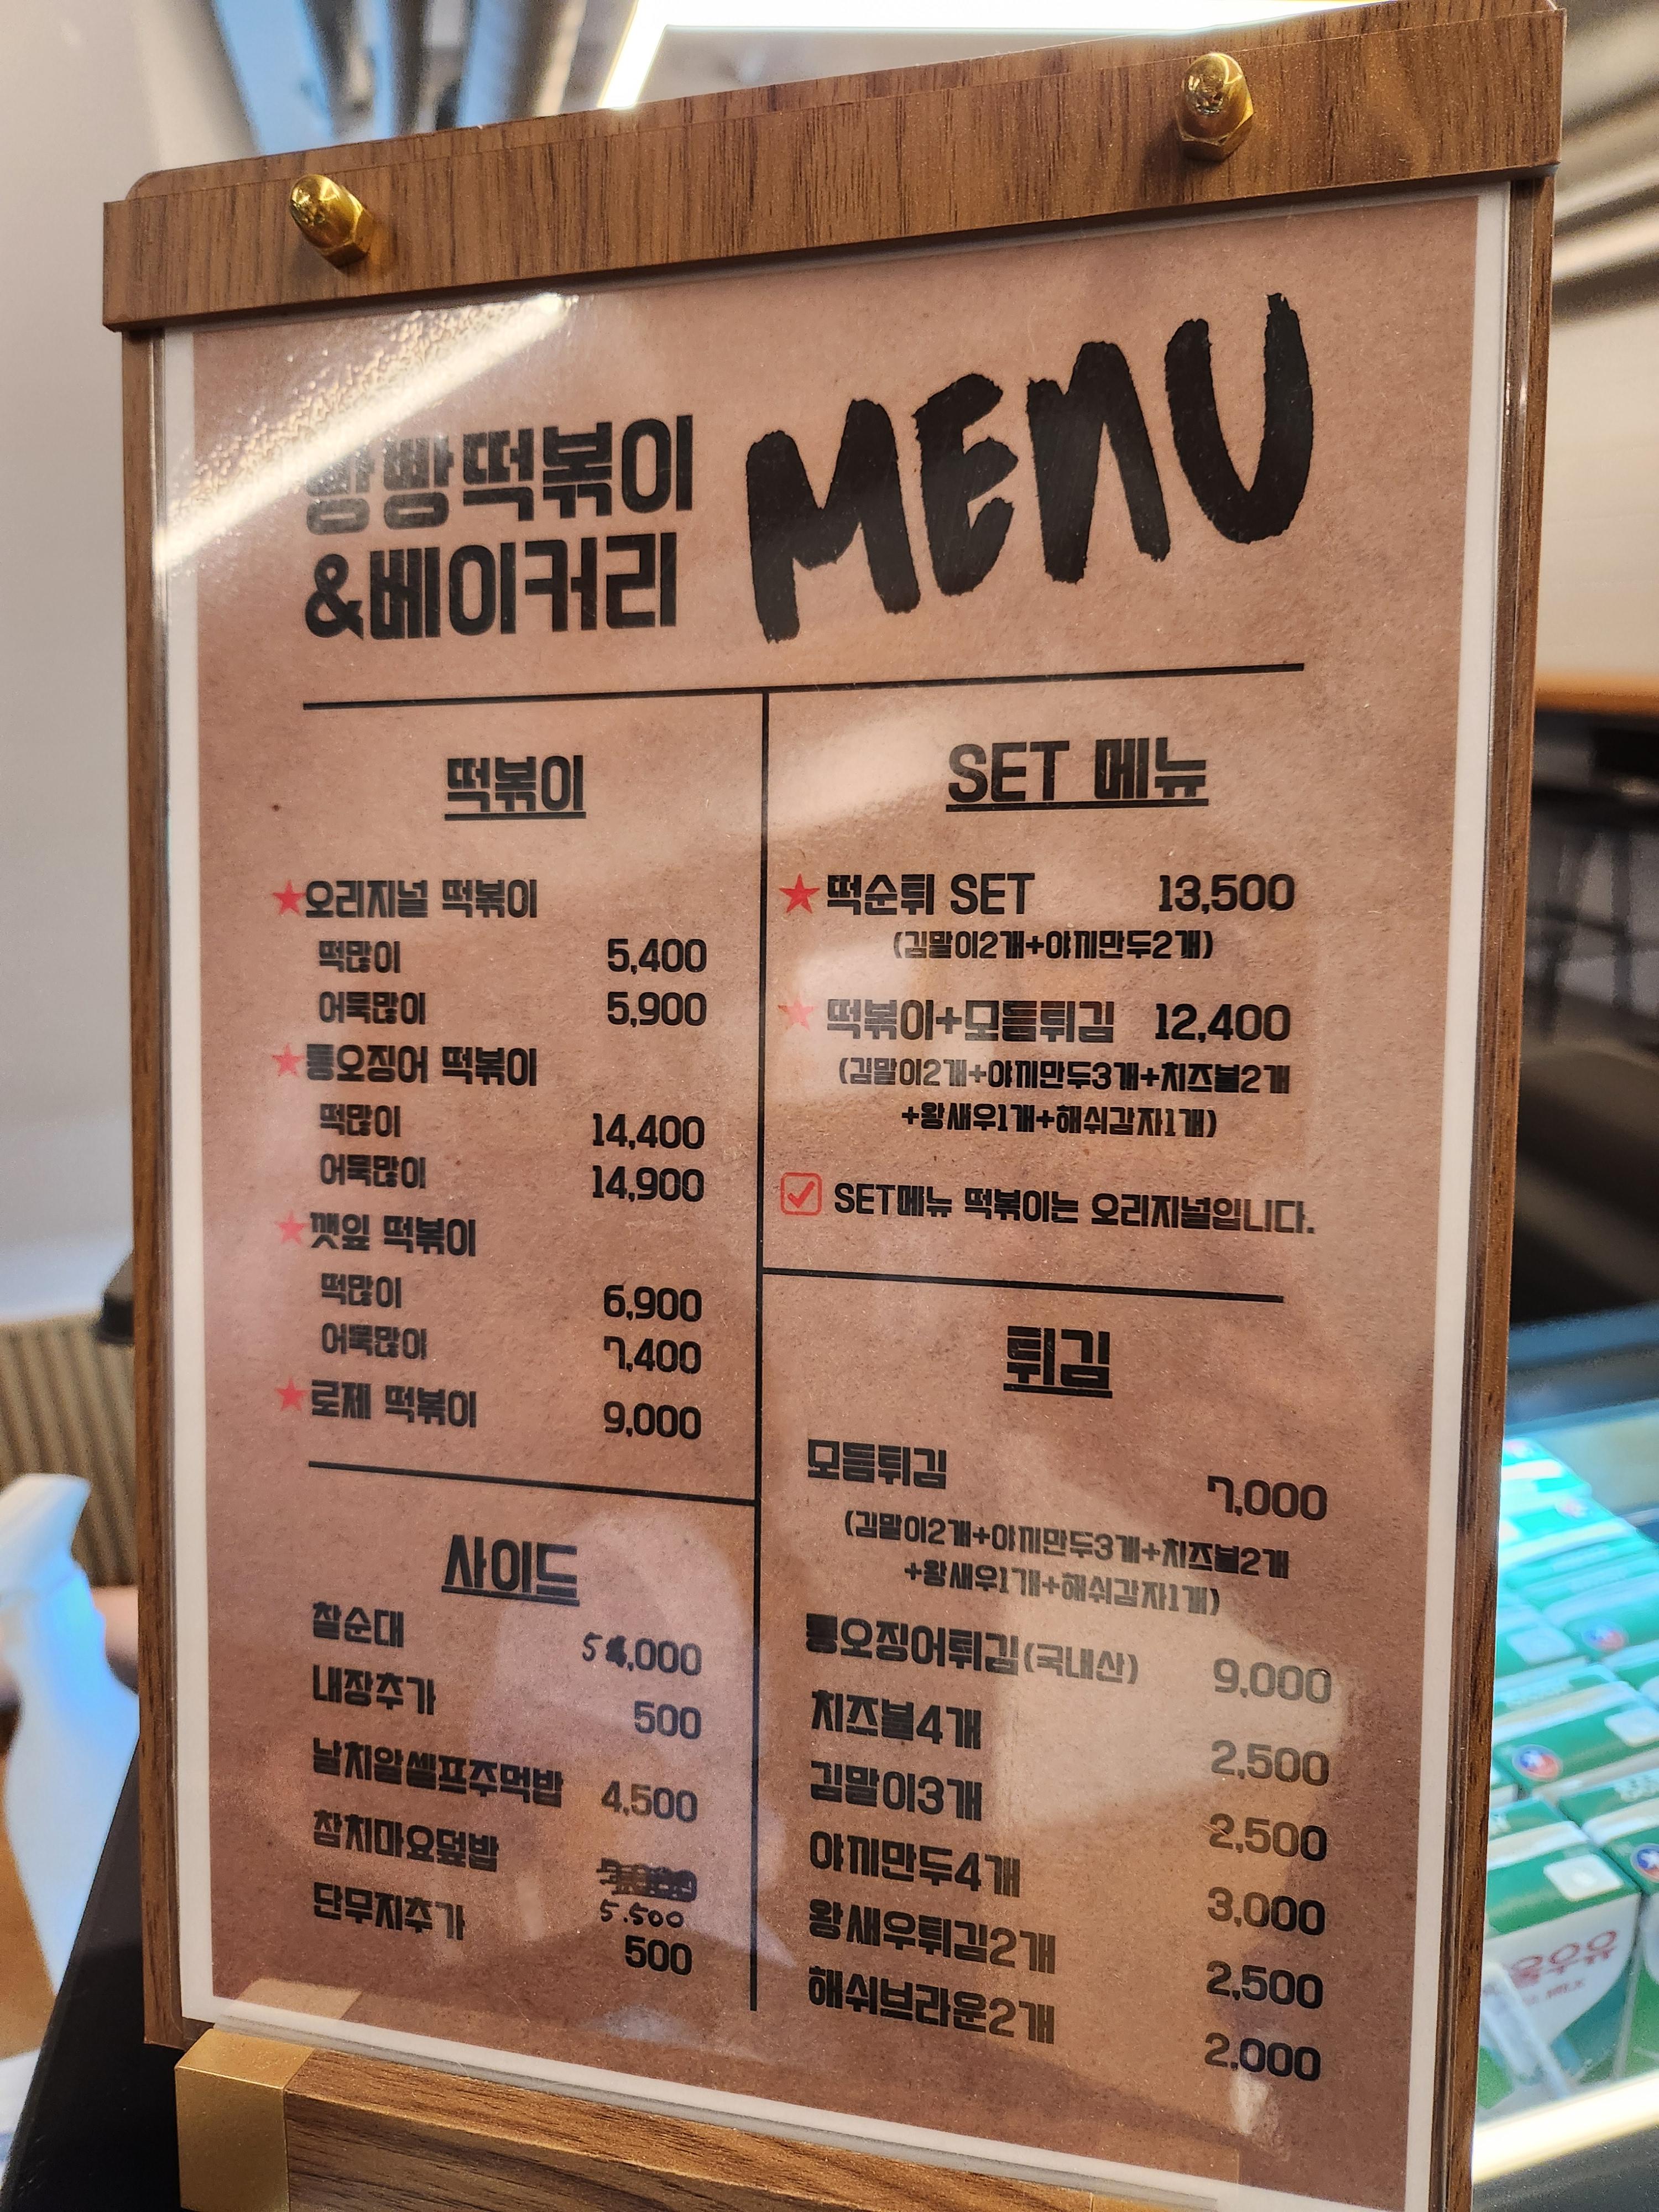 빵빵떡볶이
&베이커리
MENU
떡볶이
오리지널 떡볶이
떡많이 5,400
어묵많이 5,900
통오징어 떡볶이
떡많이 14,400
어묵많이 14,900
깻잎 떡볶이
떡많이 6,900
어묵많이 7,400
로제 떡볶이 9,000
사이드
찰순대 5,000
내장추가 500
날치알셀프주먹밥 4,500
참치마요덮밥
5.500
단무지추가 500
SET 메뉴
떡순튀 SET 13,500
(김말이2개+야끼만두2개)
떡볶이+모듬튀김 12,400
(김말이2개+야끼만두3개+치즈볼2개
+왕새우1개+해쉬감자1개)
SET메뉴 떡볶이는 오리지널입니다.
튀김
모듬튀김 7,000
(김말이2개+야끼만두3개+치즈볼2개
+왕새우1개+해쉬감자1개)
통오징어튀김(국내산) 9,000
치즈볼4개 2,500
김말이3개 2,500
야끼만두4개 3,000
왕새우튀김2개 2,500
해쉬브라운2개 2,000